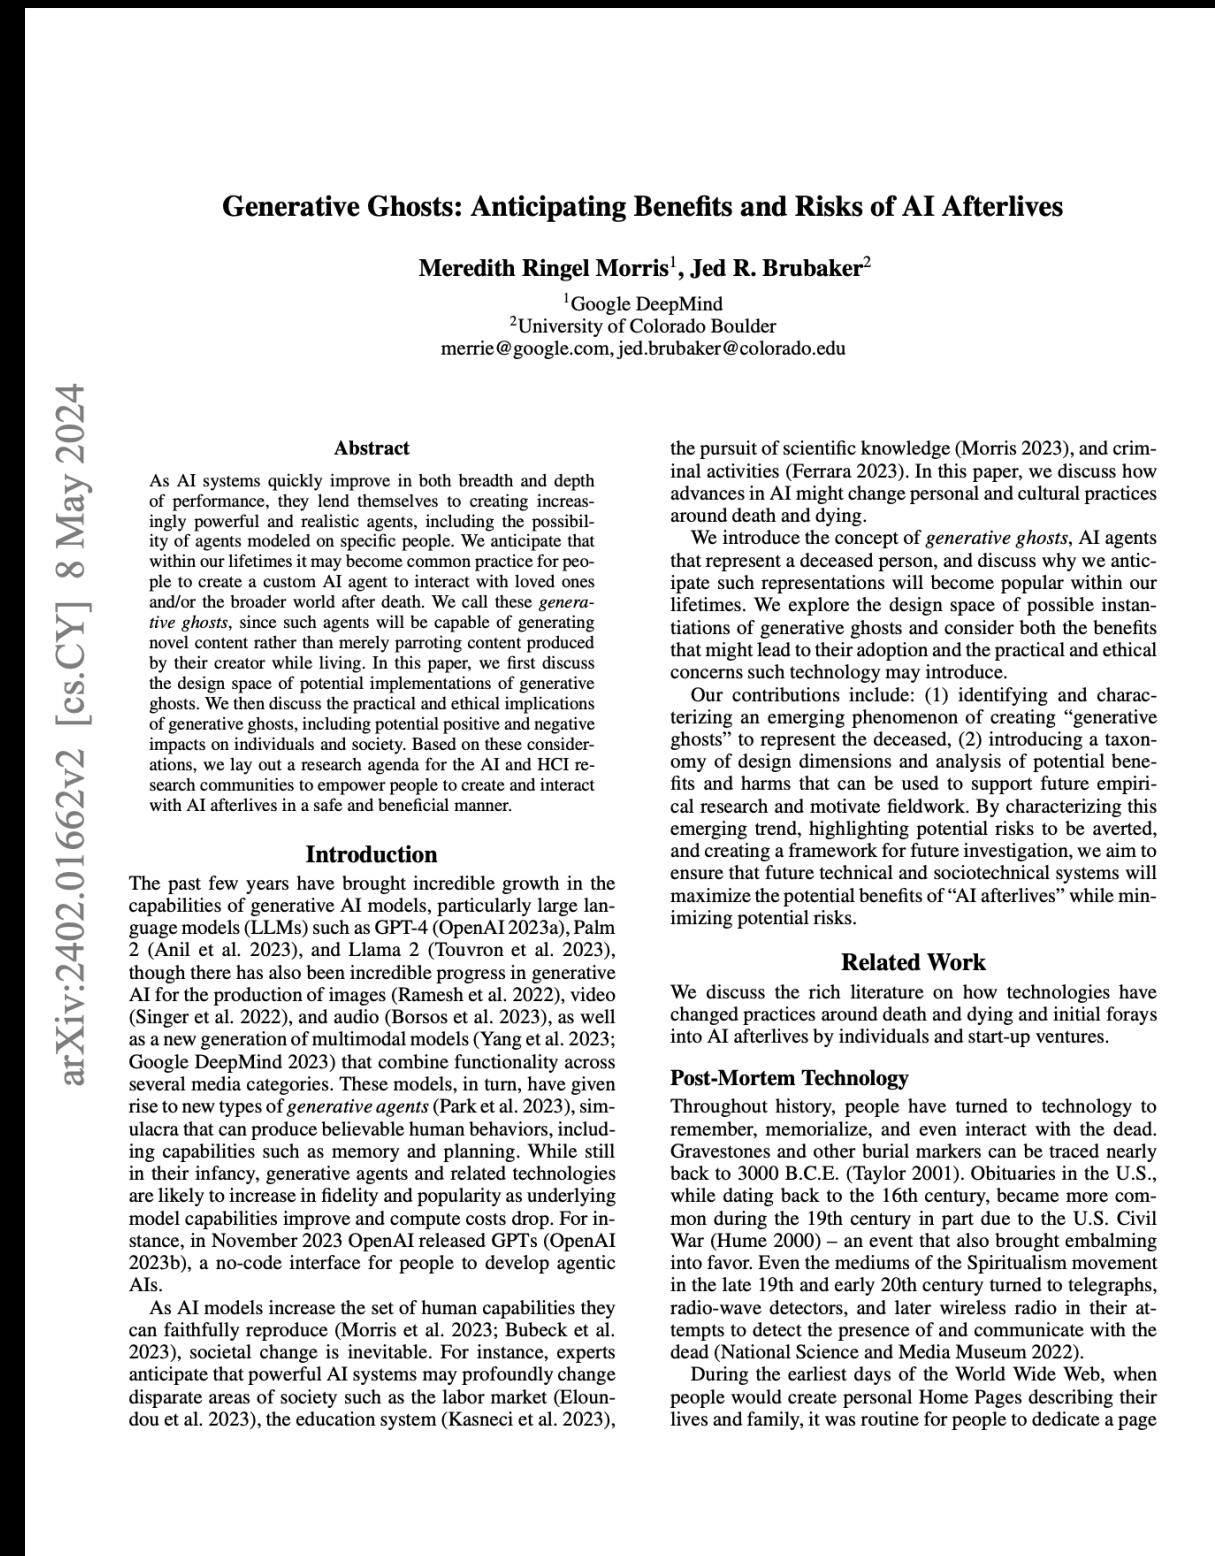 Generative Ghosts: Anticipating Benefits and Risks of AI Afterlives
Meredith Ringel Morris1, Jed R. Brubaker2
1Google DeepMind
2University of Colorado Boulder
merrie@google.com, jed.brubaker@colorado.edu
arXiv:2402.01662v2 [cs.CY] 8 May 2024
Abstract
As AI systems quickly improve in both breadth and depth
of performance, they lend themselves to creating increas-
ingly powerful and realistic agents, including the possibil-
ity of agents modeled on specific people. We anticipate that
within our lifetimes it may become common practice for peo-
ple to create a custom AI agent to interact with loved ones
and/or the broader world after death. We call these genera-
tive ghosts, since such agents will be capable of generating
novel content rather than merely parroting content produced
by their creator while living. In this paper, we first discuss
the design space of potential implementations of generative
ghosts. We then discuss the practical and ethical implications
of generative ghosts, including potential positive and negative
impacts on individuals and society. Based on these consider-
ations, we lay out a research agenda for the AI and HCI re-
search communities to empower people to create and interact
with AI afterlives in a safe and beneficial manner.
Introduction
The past few years have brought incredible growth in the
capabilities of generative AI models, particularly large lan-
guage models (LLMs) such as GPT-4 (OpenAI 2023a), Palm
2 (Anil et al. 2023), and Llama 2 (Touvron et al. 2023),
though there has also been incredible progress in generative
AI for the production of images (Ramesh et al. 2022), video
(Singer et al. 2022), and audio (Borsos et al. 2023), as well
as a new generation of multimodal models (Yang et al. 2023;
Google DeepMind 2023) that combine functionality across
several media categories. These models, in turn, have given
rise to new types of generative agents (Park et al. 2023), sim-
ulacra that can produce believable human behaviors, includ-
ing capabilities such as memory and planning. While still
in their infancy, generative agents and related technologies
are likely to increase in fidelity and popularity as underlying
model capabilities improve and compute costs drop. For in-
stance, in November 2023 OpenAI released GPTs (OpenAI
2023b), a no-code interface for people to develop agentic
AIs.
As AI models increase the set of human capabilities they
can faithfully reproduce (Morris et al. 2023; Bubeck et al.
2023), societal change is inevitable. For instance, experts
anticipate that powerful AI systems may profoundly change
disparate areas of society such as the labor market (Eloun-
dou et al. 2023), the education system (Kasneci et al. 2023),
the pursuit of scientific knowledge (Morris 2023), and crim-
inal activities (Ferrara 2023). In this paper, we discuss how
advances in AI might change personal and cultural practices
around death and dying.
We introduce the concept of generative ghosts, AI agents
that represent a deceased person, and discuss why we antic-
ipate such representations will become popular within our
lifetimes. We explore the design space of possible instan-
tiations of generative ghosts and consider both the benefits
that might lead to their adoption and the practical and ethical
concerns such technology may introduce.
Our contributions include: (1) identifying and charac-
terizing an emerging phenomenon of creating “generative
ghosts” to represent the deceased, (2) introducing a taxon-
omy of design dimensions and analysis of potential bene-
fits and harms that can be used to support future empiri-
cal research and motivate fieldwork. By characterizing this
emerging trend, highlighting potential risks to be averted,
and creating a framework for future investigation, we aim to
ensure that future technical and sociotechnical systems will
maximize the potential benefits of “AI afterlives” while min-
imizing potential risks.
Related Work
We discuss the rich literature on how technologies have
changed practices around death and dying and initial forays
into AI afterlives by individuals and start-up ventures.
Post-Mortem Technology
Throughout history, people have turned to technology to
remember, memorialize, and even interact with the dead.
Gravestones and other burial markers can be traced nearly
back to 3000 B.C.E. (Taylor 2001). Obituaries in the U.S.,
while dating back to the 16th century, became more com-
mon during the 19th century in part due to the U.S. Civil
War (Hume 2000) – an event that also brought embalming
into favor. Even the mediums of the Spiritualism movement
in the late 19th and early 20th century turned to telegraphs,
radio-wave detectors, and later wireless radio in their at-
tempts to detect the presence of and communicate with the
dead (National Science and Media Museum 2022).
During the earliest days of the World Wide Web, when
people would create personal Home Pages describing their
lives and family, it was routine for people to dedicate a page